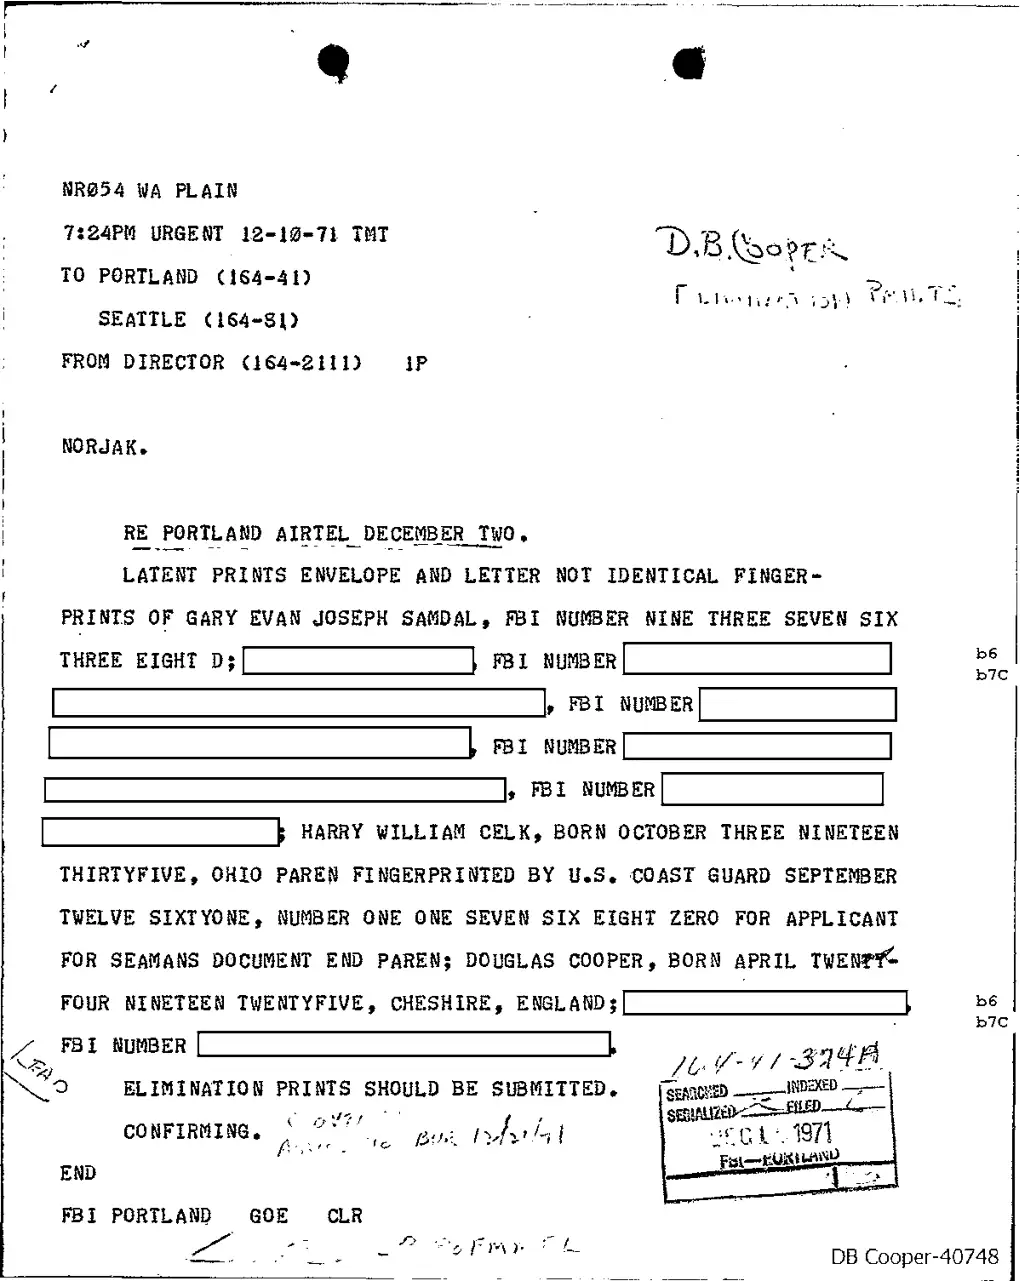 NR054 WA PLAIN
7:24PM URGENT 12-10-71 TMT
D.B. COOPER
TO PORTLAND (164-41)
ELIMINATION PRINTS
SEATTLE (164-81)
FROM DIRECTOR (164-2111) 1P
NORJAK.
RE PORTLAND AIRTEL DECEMBER TWO.
LATENT PRINTS ENVELOPE AND LETTER NOT IDENTICAL FINGER-
PRINTS OF GARY EVAN JOSEPH SAMDAL, FBI NUMBER NINE THREE SEVEN SIX
THREE EIGHT D; , FBI NUMBER
b6
b7C
, FBI NUMBER
, FBI NUMBER
, FBI NUMBER
; HARRY WILLIAM CELK, BORN OCTOBER THREE NINETEEN
THIRTYFIVE, OHIO PAREN FINGERPRINTED BY U.S. COAST GUARD SEPTEMBER
TWELVE SIXTYONE, NUMBER ONE ONE SEVEN SIX EIGHT ZERO FOR APPLICANT
FOR SEAMANS DOCUMENT END PAREN; DOUGLAS COOPER, BORN APRIL TWENTY-
FOUR NINETEEN TWENTYFIVE, CHESHIRE, ENGLAND; ,
b6
b7C
FBI NUMBER .
LEAD
164-41-374A
ELIMINATION PRINTS SHOULD BE SUBMITTED.
SEARCHED INDEXED
SERIALIZED FILED
CONFIRMING.
1971
FBI—PORTLAND
END
FBI PORTLAND GOE CLR
DB Cooper-40748